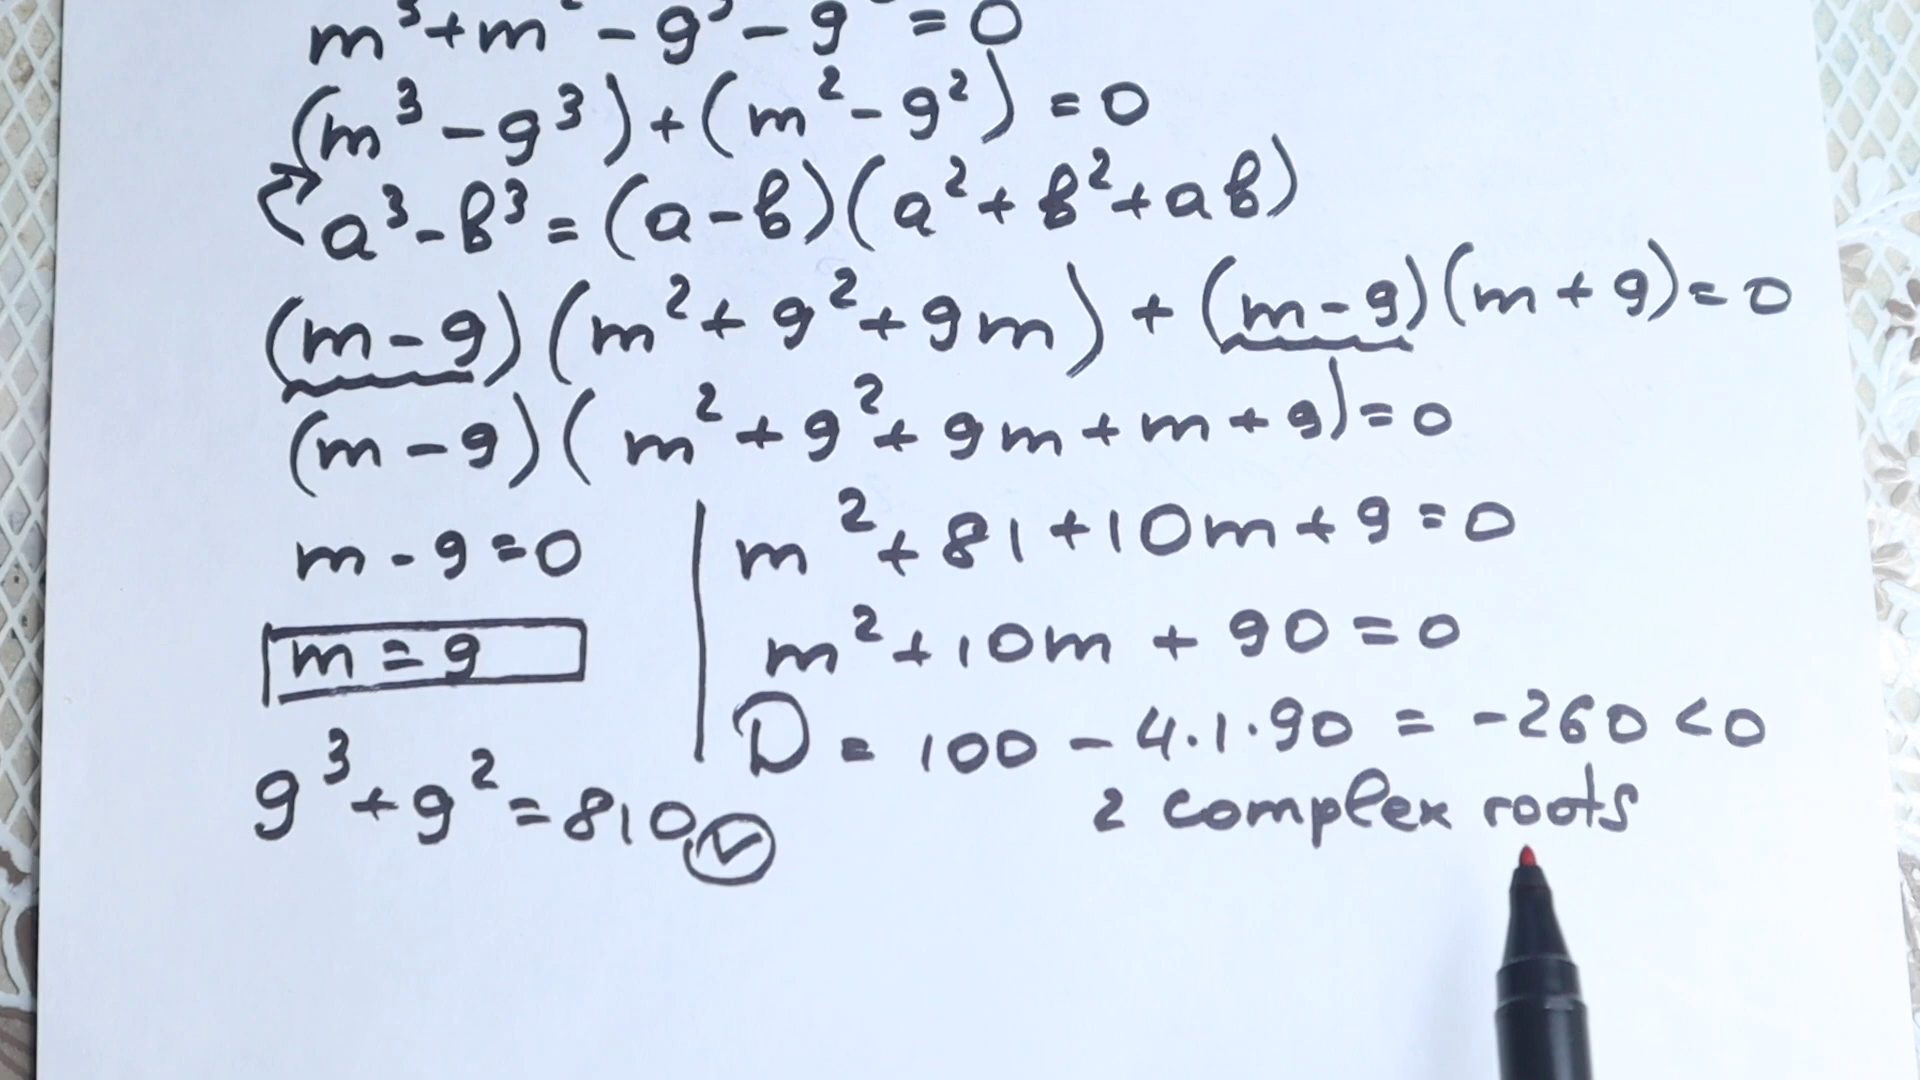 m³+m² - 9³ - 9² = 0
(m³ - 9³) + (m² - 9²) = 0
a³ - b³ = (a - b)(a² + b² + ab)
(m - 9)(m² + 9² + 9m) + (m - 9)(m + 9) = 0
(m - 9)(m² + 9² + 9m + m + 9) = 0
m - 9 = 0
m = 9
9³ + 9² = 810
m² + 81 + 10m + 9 = 0
m² + 10m + 90 = 0
D = 100 - 4·1·90 = -260 < 0
2 complex roots